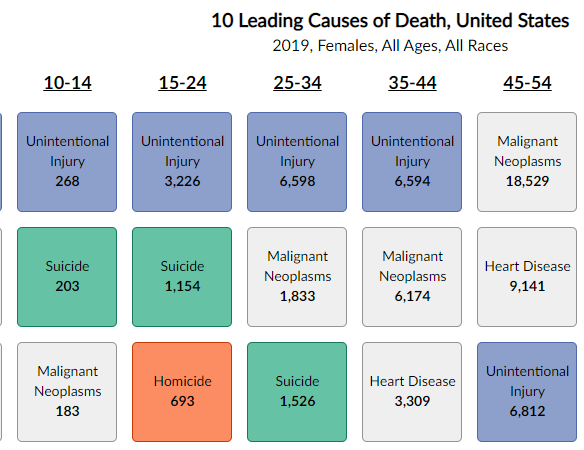 10 Leading Causes of Death, United States
2019, Females, All Ages, All Races
10-14 15-24 25-34 35-44 45-54
Unintentional Unintentional Unintentional Unintentional Malignant
Injury Injury Injury Injury Neoplasms
268 3,226 6,598 6,594 18,529
Suicide Suicide Malignant Malignant Heart Disease
203 1,154 Neoplasms Neoplasms 9,141
1,833 6,174
Malignant Homicide Suicide Heart Disease Unintentional
Neoplasms 693 1,526 3,309 Injury
183 6,812